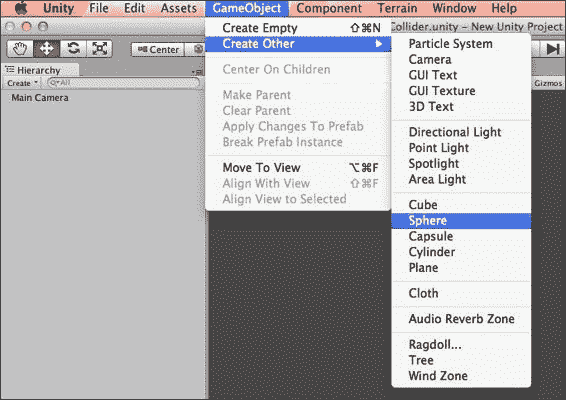 Unity File Edit Assets GameObject Component Terrain Window Help
Collider.unity - New Unity Project
Center
Hierarchy
Create All
Gizmos
Main Camera
Create Empty ⇧⌘N
Create Other
Center On Children
Make Parent
Clear Parent
Apply Changes To Prefab
Break Prefab Instance
Move To View ⌥⌘F
Align With View ⇧⌘F
Align View to Selected
Particle System
Camera
GUI Text
GUI Texture
3D Text
Directional Light
Point Light
Spotlight
Area Light
Cube
Sphere
Capsule
Cylinder
Plane
Cloth
Audio Reverb Zone
Ragdoll...
Tree
Wind Zone